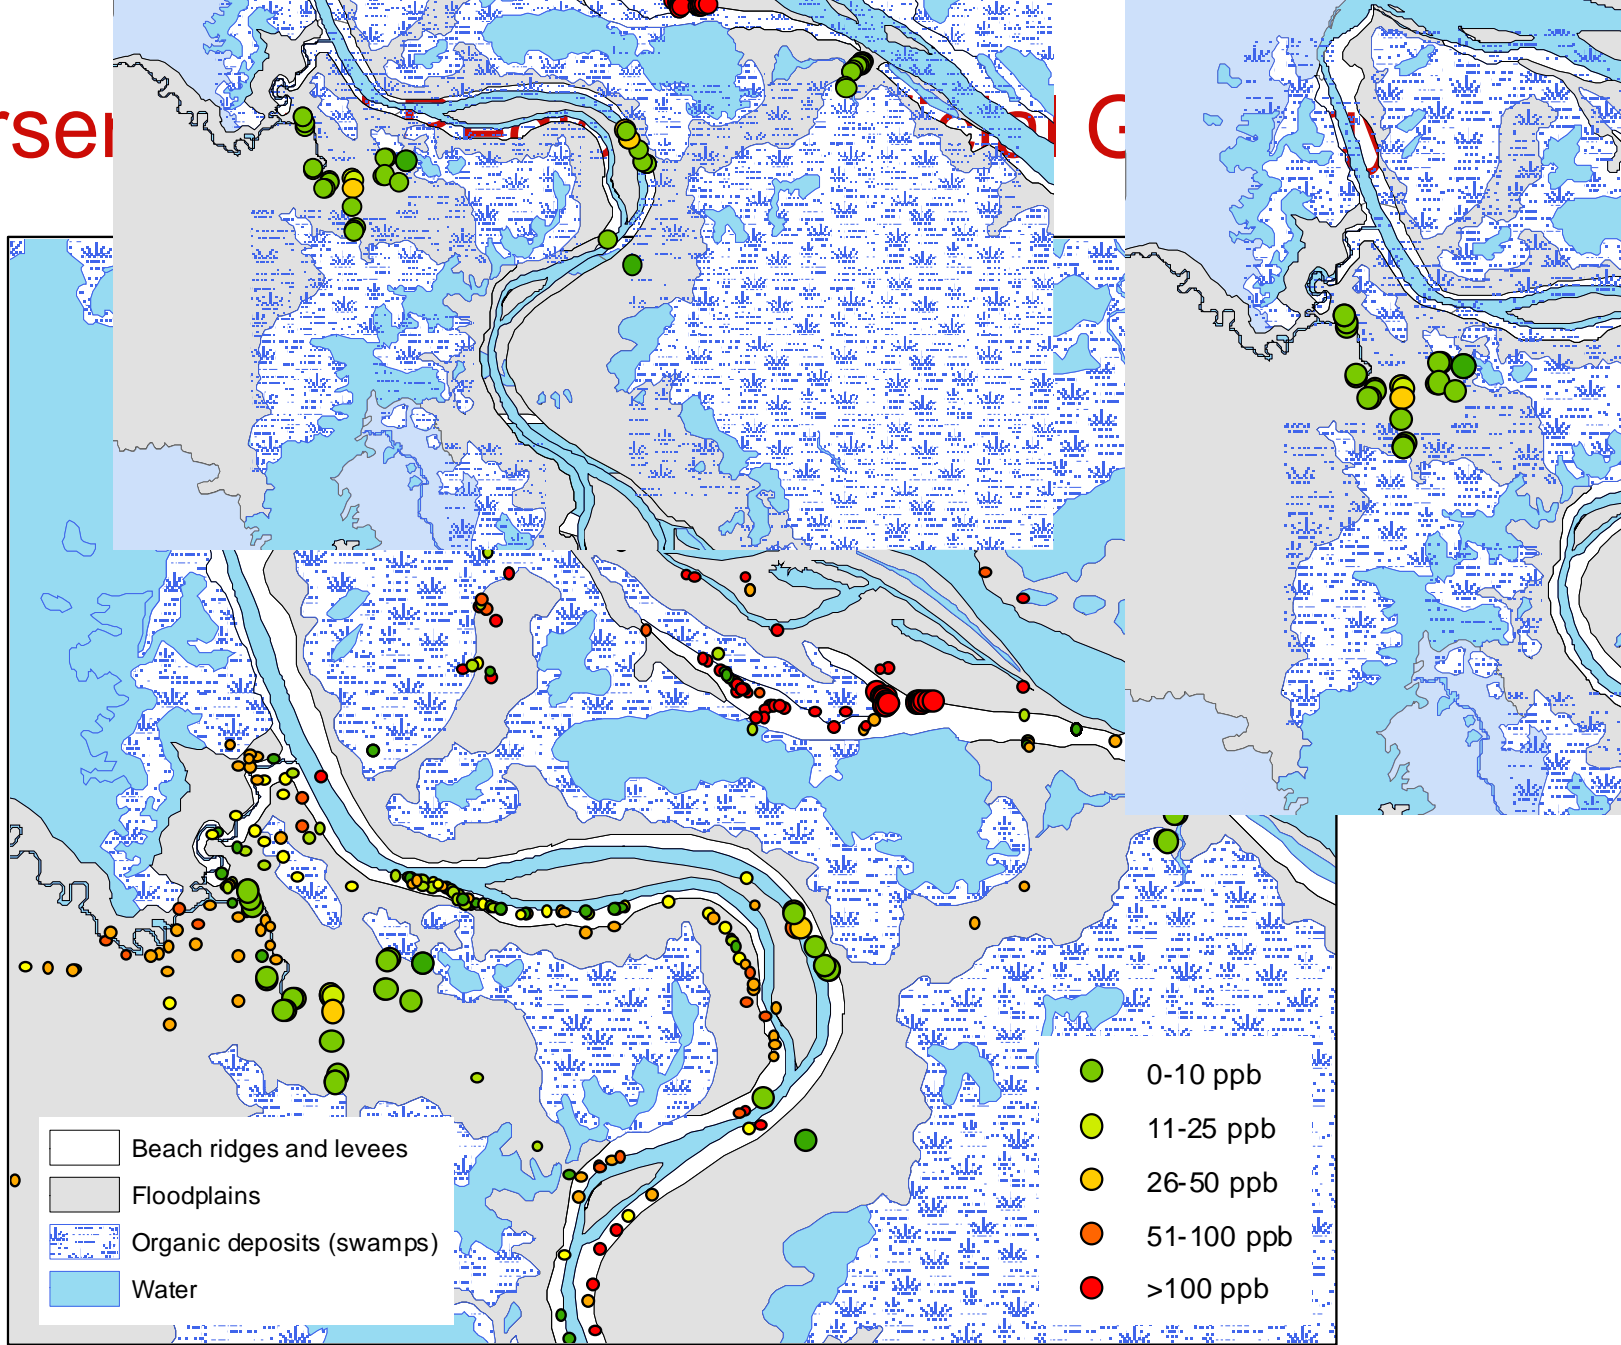 rser
G
Beach ridges and levees
Floodplains
Organic deposits (swamps)
Water
0-10 ppb
11-25 ppb
26-50 ppb
51-100 ppb
>100 ppb